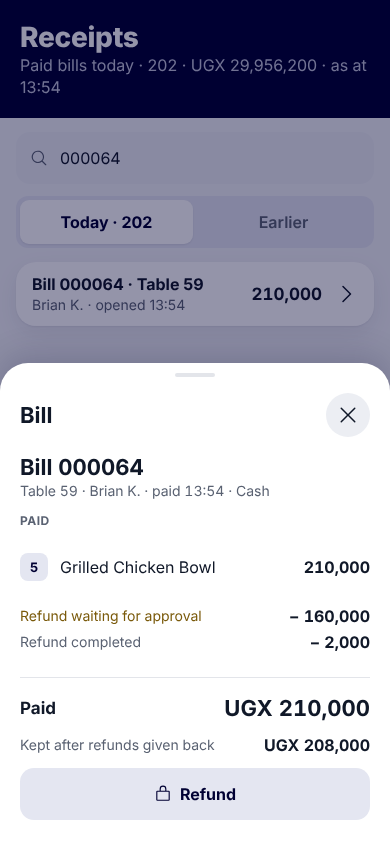 Receipts
Paid bills today · 202 · UGX 29,956,200 · as at
13:54
000064
Today · 202
Earlier
Bill 000064 · Table 59
Brian K. · opened 13:54
210,000
Bill
Bill 000064
Table 59 · Brian K. · paid 13:54 · Cash
PAID
5 Grilled Chicken Bowl 210,000
Refund waiting for approval − 160,000
Refund completed − 2,000
Paid UGX 210,000
Kept after refunds given back UGX 208,000
Refund